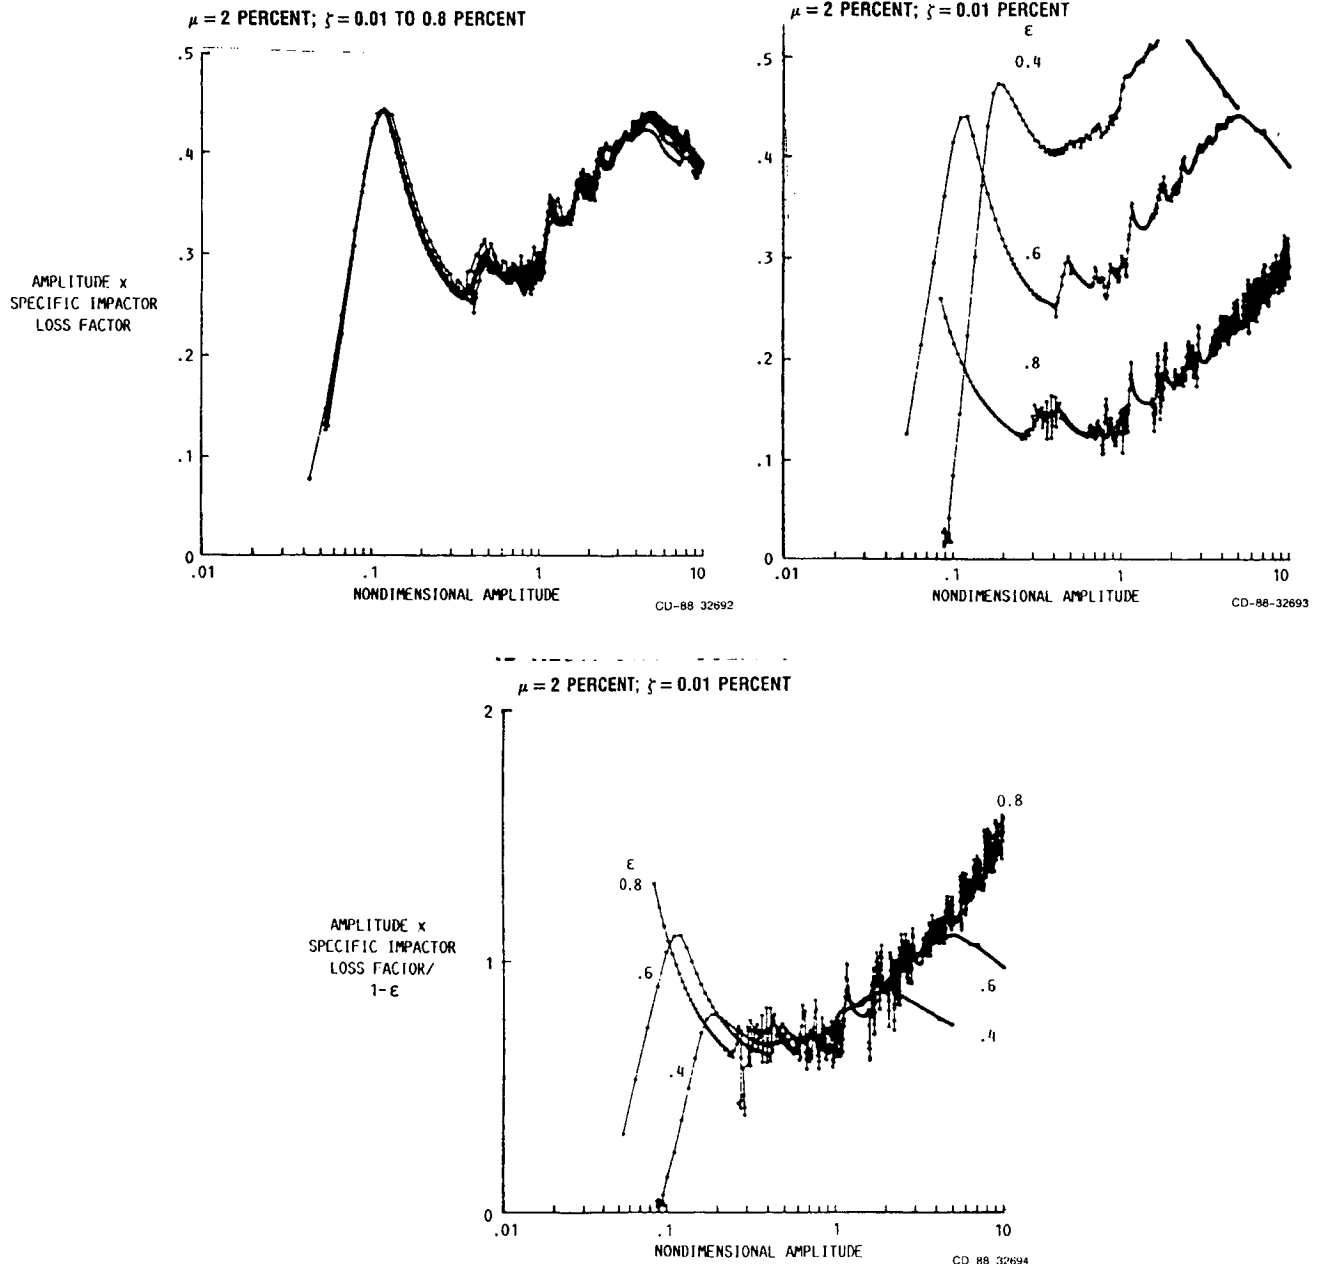 μ = 2 PERCENT; ζ = 0.01 TO 0.8 PERCENT
.5
.4
.3
.2
.1
0
AMPLITUDE x
SPECIFIC IMPACTOR
LOSS FACTOR
.01
.1
1
10
NONDIMENSIONAL AMPLITUDE
CD-88 32692
μ = 2 PERCENT; ζ = 0.01 PERCENT
ε
0.4
.6
.8
.5
.4
.3
.2
.1
0
.01
.1
1
10
NONDIMENSIONAL AMPLITUDE
CD-88-32693
μ = 2 PERCENT; ζ = 0.01 PERCENT
2
1
0
AMPLITUDE x
SPECIFIC IMPACTOR
LOSS FACTOR/
1-ε
ε
0.8
.6
.4
0.8
.6
.4
.01
.1
1
10
NONDIMENSIONAL AMPLITUDE
CD 88 32694